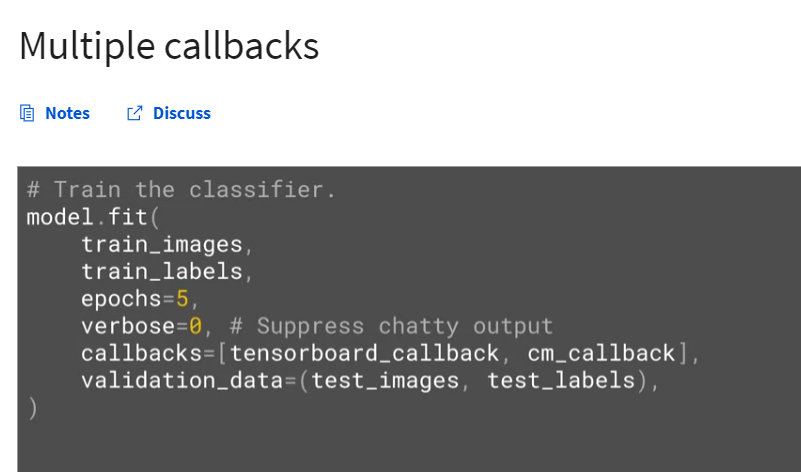 Multiple callbacks
Notes
Discuss
# Train the classifier.
model.fit(
    train_images,
    train_labels,
    epochs=5,
    verbose=0, # Suppress chatty output
    callbacks=[tensorboard_callback, cm_callback],
    validation_data=(test_images, test_labels),
)